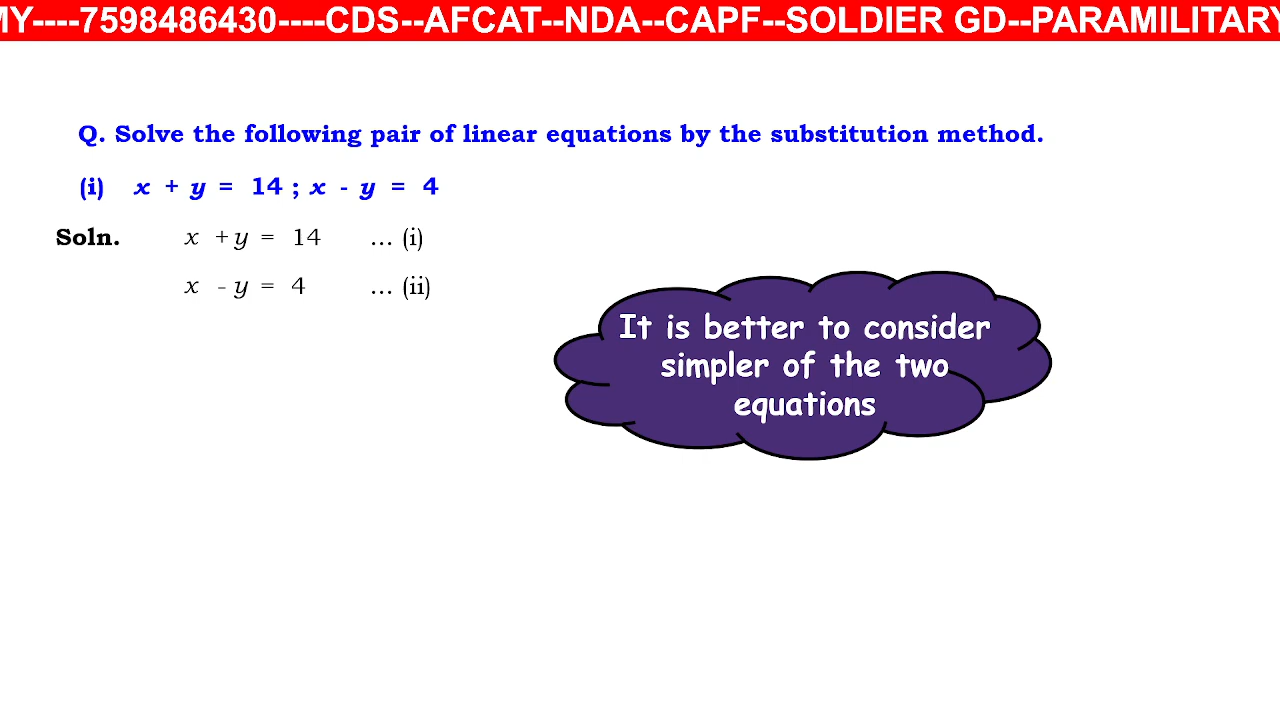 MY----7598486430----CDS--AFCAT--NDA--CAPF--SOLDIER GD--PARAMILITARY
Q. Solve the following pair of linear equations by the substitution method.
(i) x + y = 14 ; x - y = 4
Soln. x + y = 14 ... (i)
x - y = 4 ... (ii)
It is better to consider
simpler of the two
equations